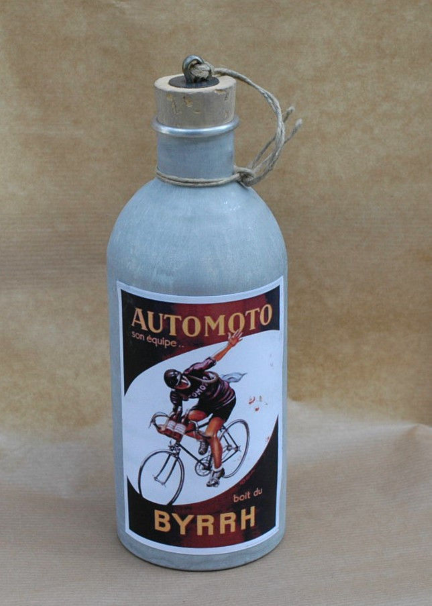 AUTOMOTO
son équipe...
boit du
BYRRH